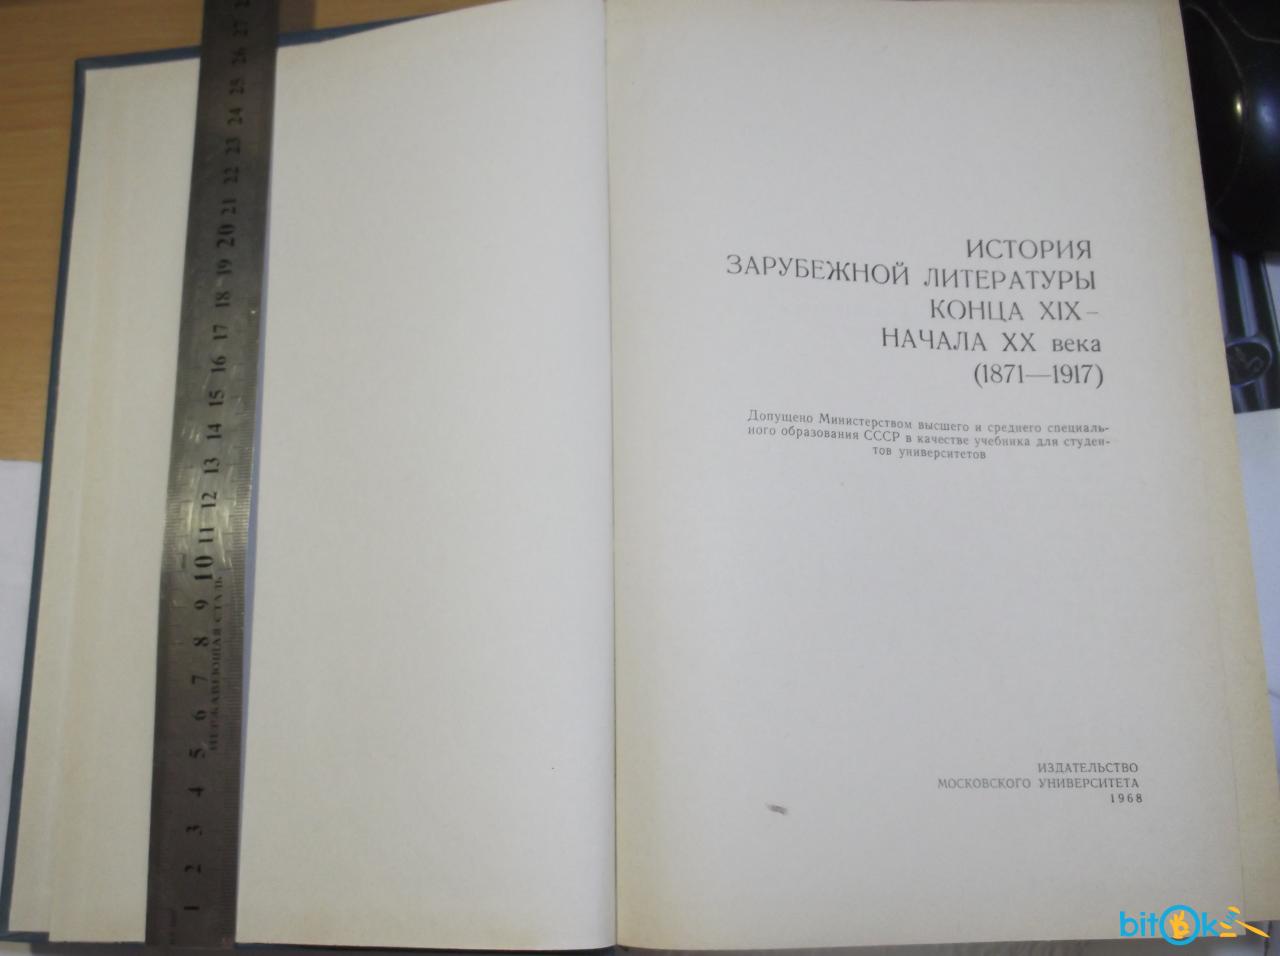 ИСТОРИЯ
ЗАРУБЕЖНОЙ ЛИТЕРАТУРЫ
КОНЦА XIX –
НАЧАЛА XX века
(1871—1917)
Допущено Министерством высшего и среднего специаль-
ного образования СССР в качестве учебника для студен-
тов университетов
ИЗДАТЕЛЬСТВО
МОСКОВСКОГО УНИВЕРСИТЕТА
1968
1 2 3 4 5 6 7 8 9 10 11 12 13 14 15 16 17 18 19 20 21 22 23 24 25 26 27
НЕРЖАВЕЮЩАЯ СТАЛЬ